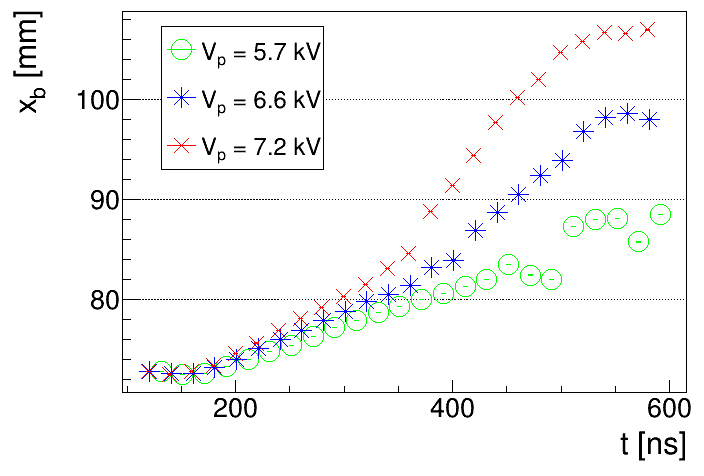 x_b [mm]
V_p = 5.7 kV
V_p = 6.6 kV
V_p = 7.2 kV
100
90
80
200 400 600
t [ns]